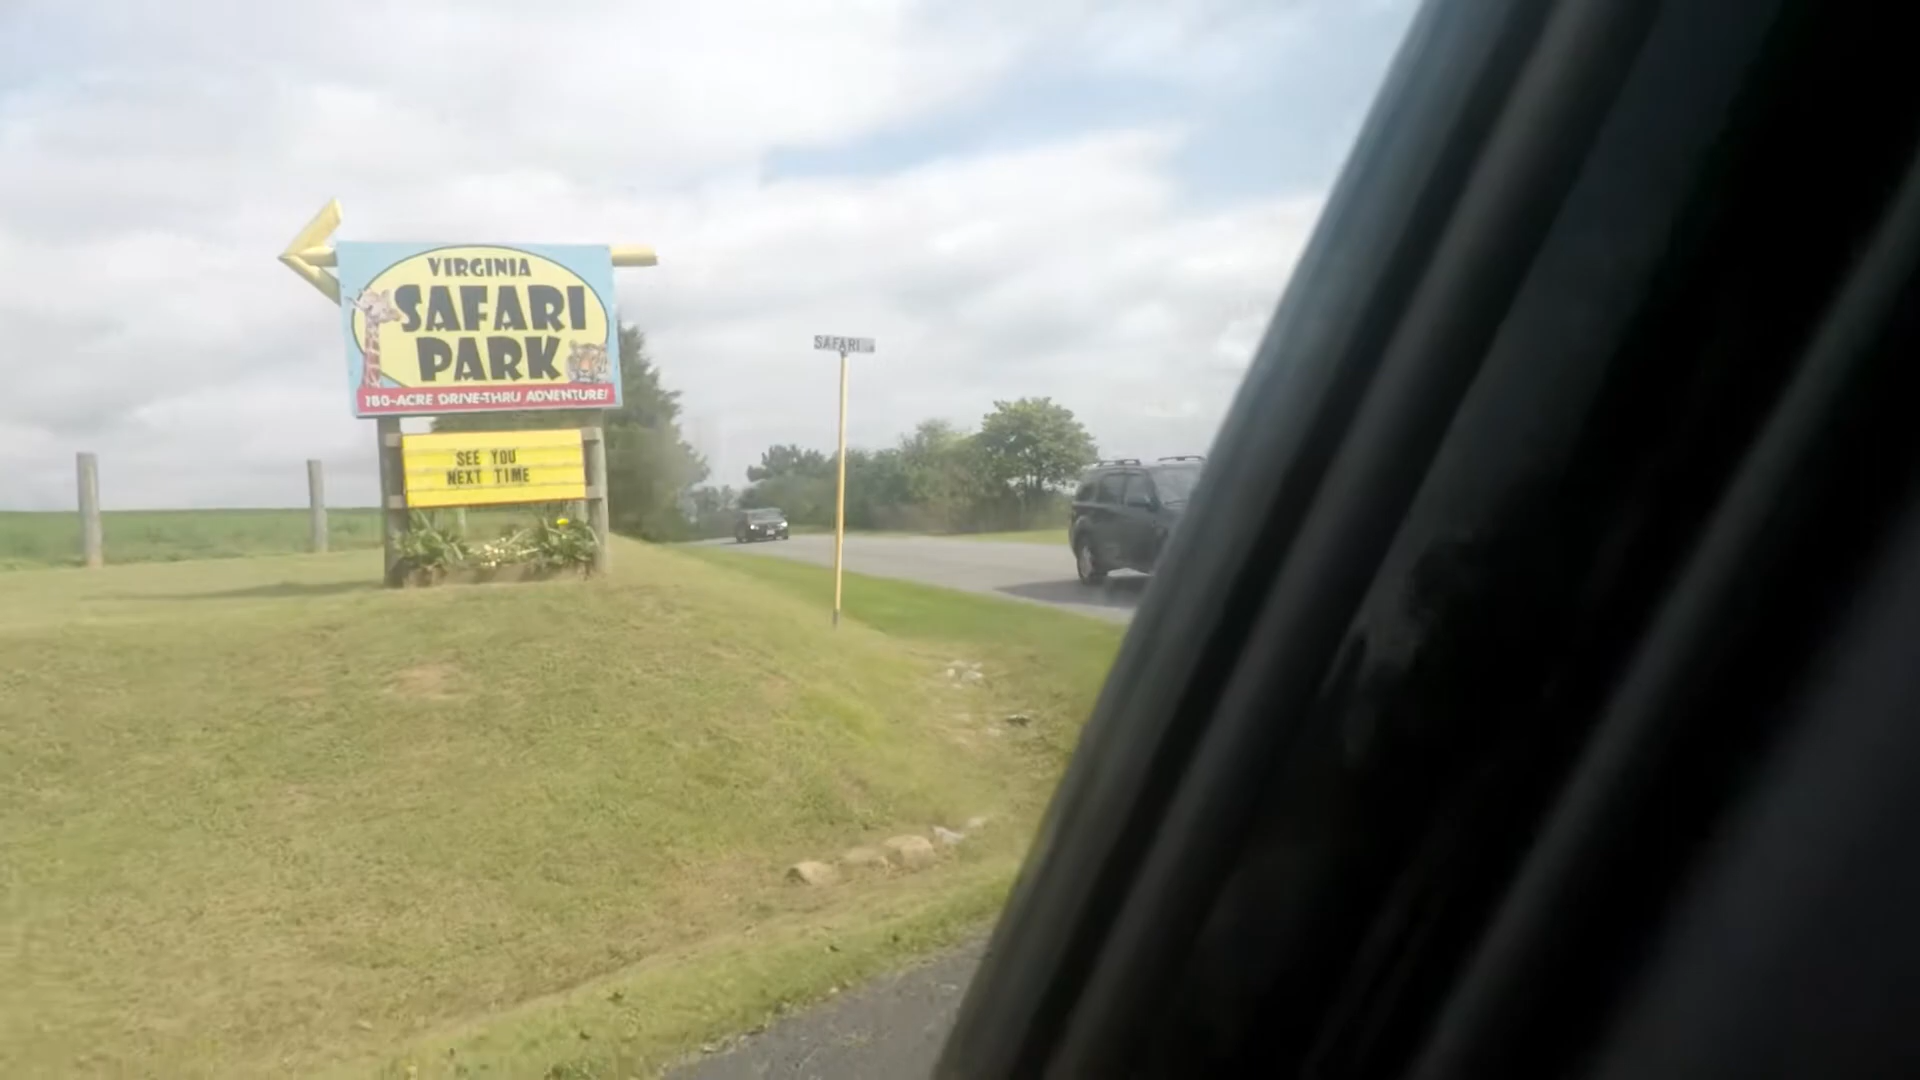 VIRGINIA
SAFARI
PARK
180-ACRE DRIVE-THRU ADVENTURE!
SEE YOU
NEXT TIME
SAFARI